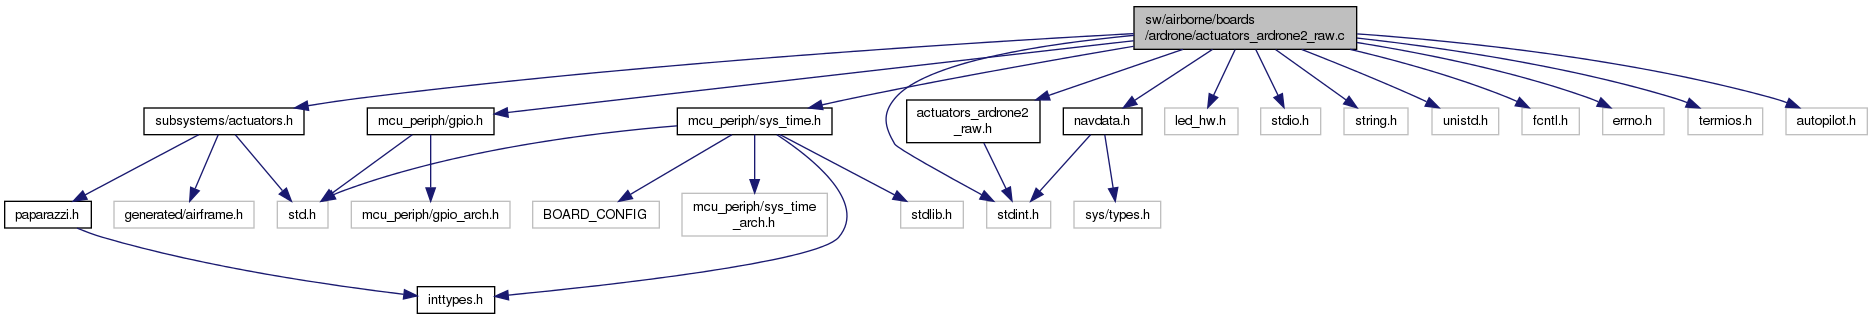 sw/airborne/boards
/ardrone/actuators_ardrone2_raw.c
subsystems/actuators.h
mcu_periph/gpio.h
mcu_periph/sys_time.h
actuators_ardrone2
_raw.h
navdata.h
led_hw.h
stdio.h
string.h
unistd.h
fcntl.h
errno.h
termios.h
autopilot.h
paparazzi.h
generated/airframe.h
std.h
mcu_periph/gpio_arch.h
BOARD_CONFIG
mcu_periph/sys_time
_arch.h
stdlib.h
stdint.h
sys/types.h
inttypes.h